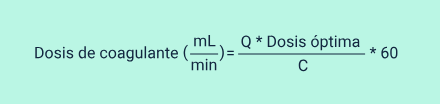 Dosis de coagulante (mL/min)= Q * Dosis óptima / C * 60